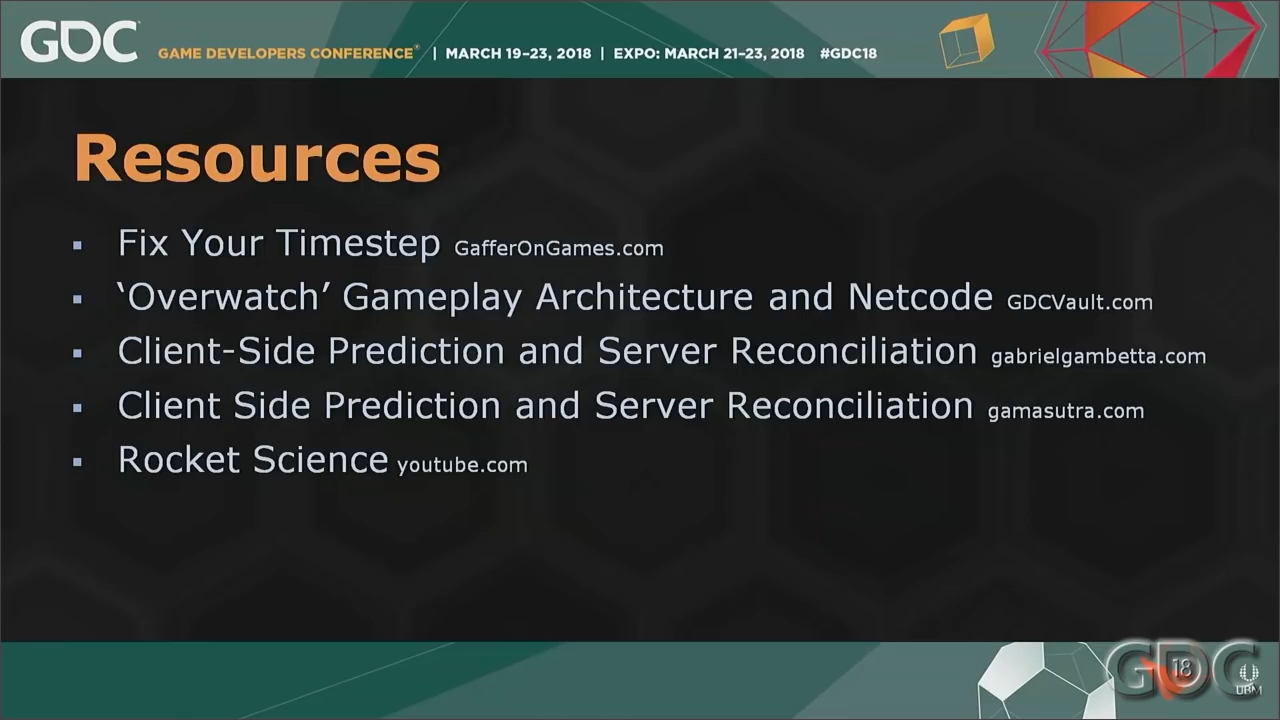 GDC GAME DEVELOPERS CONFERENCE® | MARCH 19–23, 2018 | EXPO: MARCH 21–23, 2018 #GDC18
Resources
▪ Fix Your Timestep GafferOnGames.com
▪ ‘Overwatch’ Gameplay Architecture and Netcode GDCVault.com
▪ Client-Side Prediction and Server Reconciliation gabrielgambetta.com
▪ Client Side Prediction and Server Reconciliation gamasutra.com
▪ Rocket Science youtube.com
GDC 18 UBM